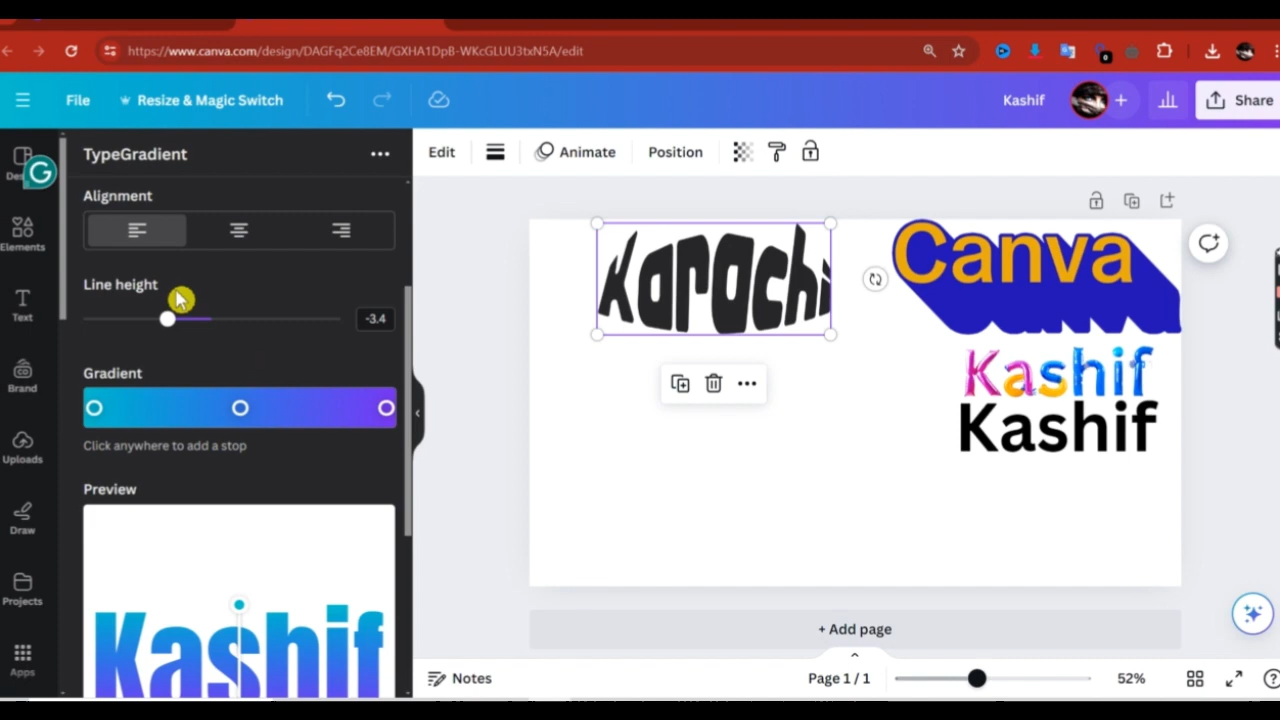 https://www.canva.com/design/DAGFq2Ce8EM/GXHA1DpB-WKcGLUU3txN5A/edit
File
Resize & Magic Switch
Kashif
Share
TypeGradient
Edit
Animate
Position
Alignment
Elements
Line height
Text
-3.4
Karachi
Canva
Kashif
Kashif
Gradient
Brand
Click anywhere to add a stop
Uploads
Preview
Draw
Projects
Kashif
+ Add page
Apps
Notes
Page 1 / 1
52%